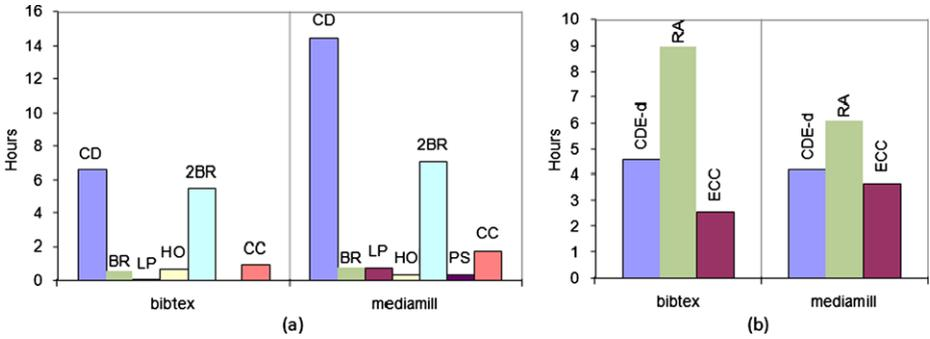 16
14
12
10
8
6
4
2
0
Hours
CD
BR
LP
HO
2BR
CC
CD
BR
LP
HO
2BR
PS
CC
bibtex
mediamill
(a)
10
9
8
7
6
5
4
3
2
1
0
Hours
CDE-d
RA
ECC
CDE-d
RA
ECC
bibtex
mediamill
(b)